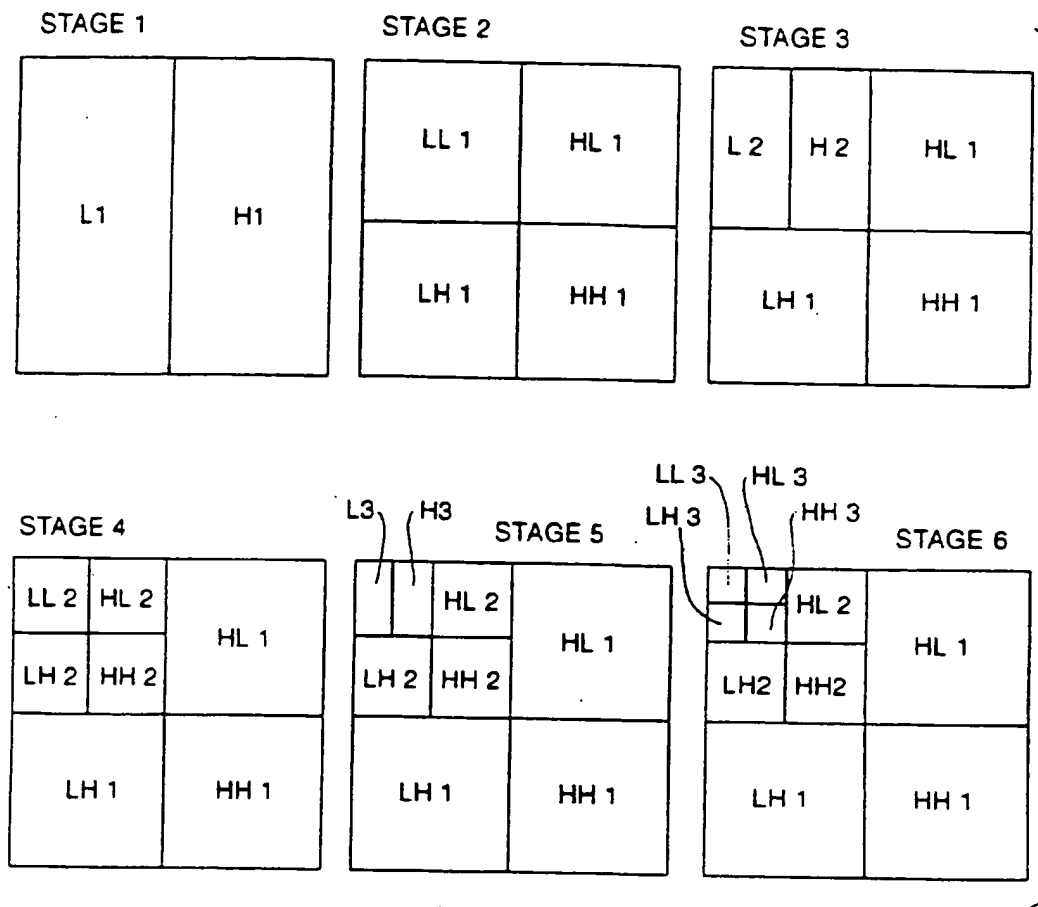 STAGE 1
L1
H1
STAGE 2
LL 1
HL 1
LH 1
HH 1
STAGE 3
L 2
H 2
HL 1
LH 1
HH 1
STAGE 4
LL 2
HL 2
LH 2
HH 2
HL 1
LH 1
HH 1
L3
H3
STAGE 5
HL 2
LH 2
HH 2
HL 1
LH 1
HH 1
LL 3
HL 3
LH 3
HH 3
STAGE 6
HL 2
LH2
HH2
HL 1
LH 1
HH 1